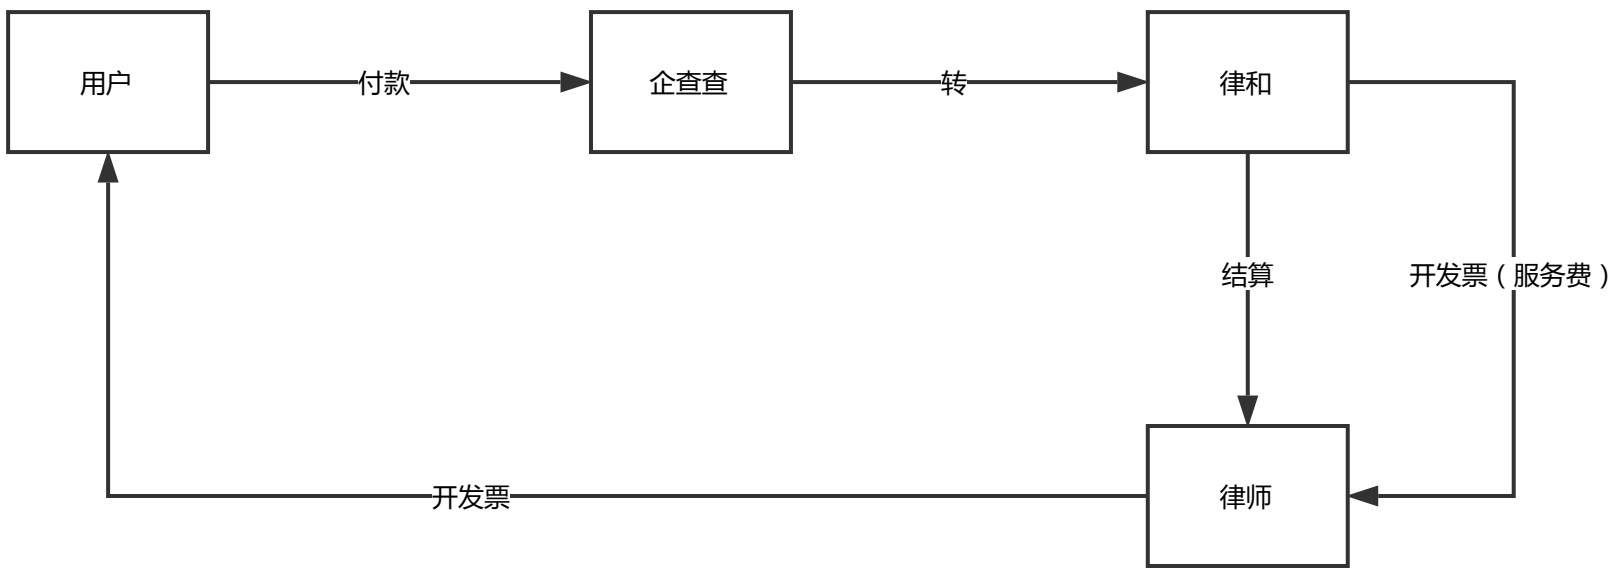 用户
付款
企查查
转
律和
结算
开发票（服务费）
开发票
律师